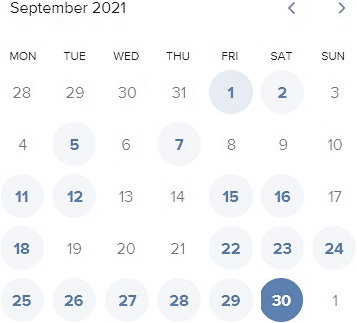 September 2021
MON TUE WED THU FRI SAT SUN
28 29 30 31 1 2 3
4 5 6 7 8 9 10
11 12 13 14 15 16 17
18 19 20 21 22 23 24
25 26 27 28 29 30 1